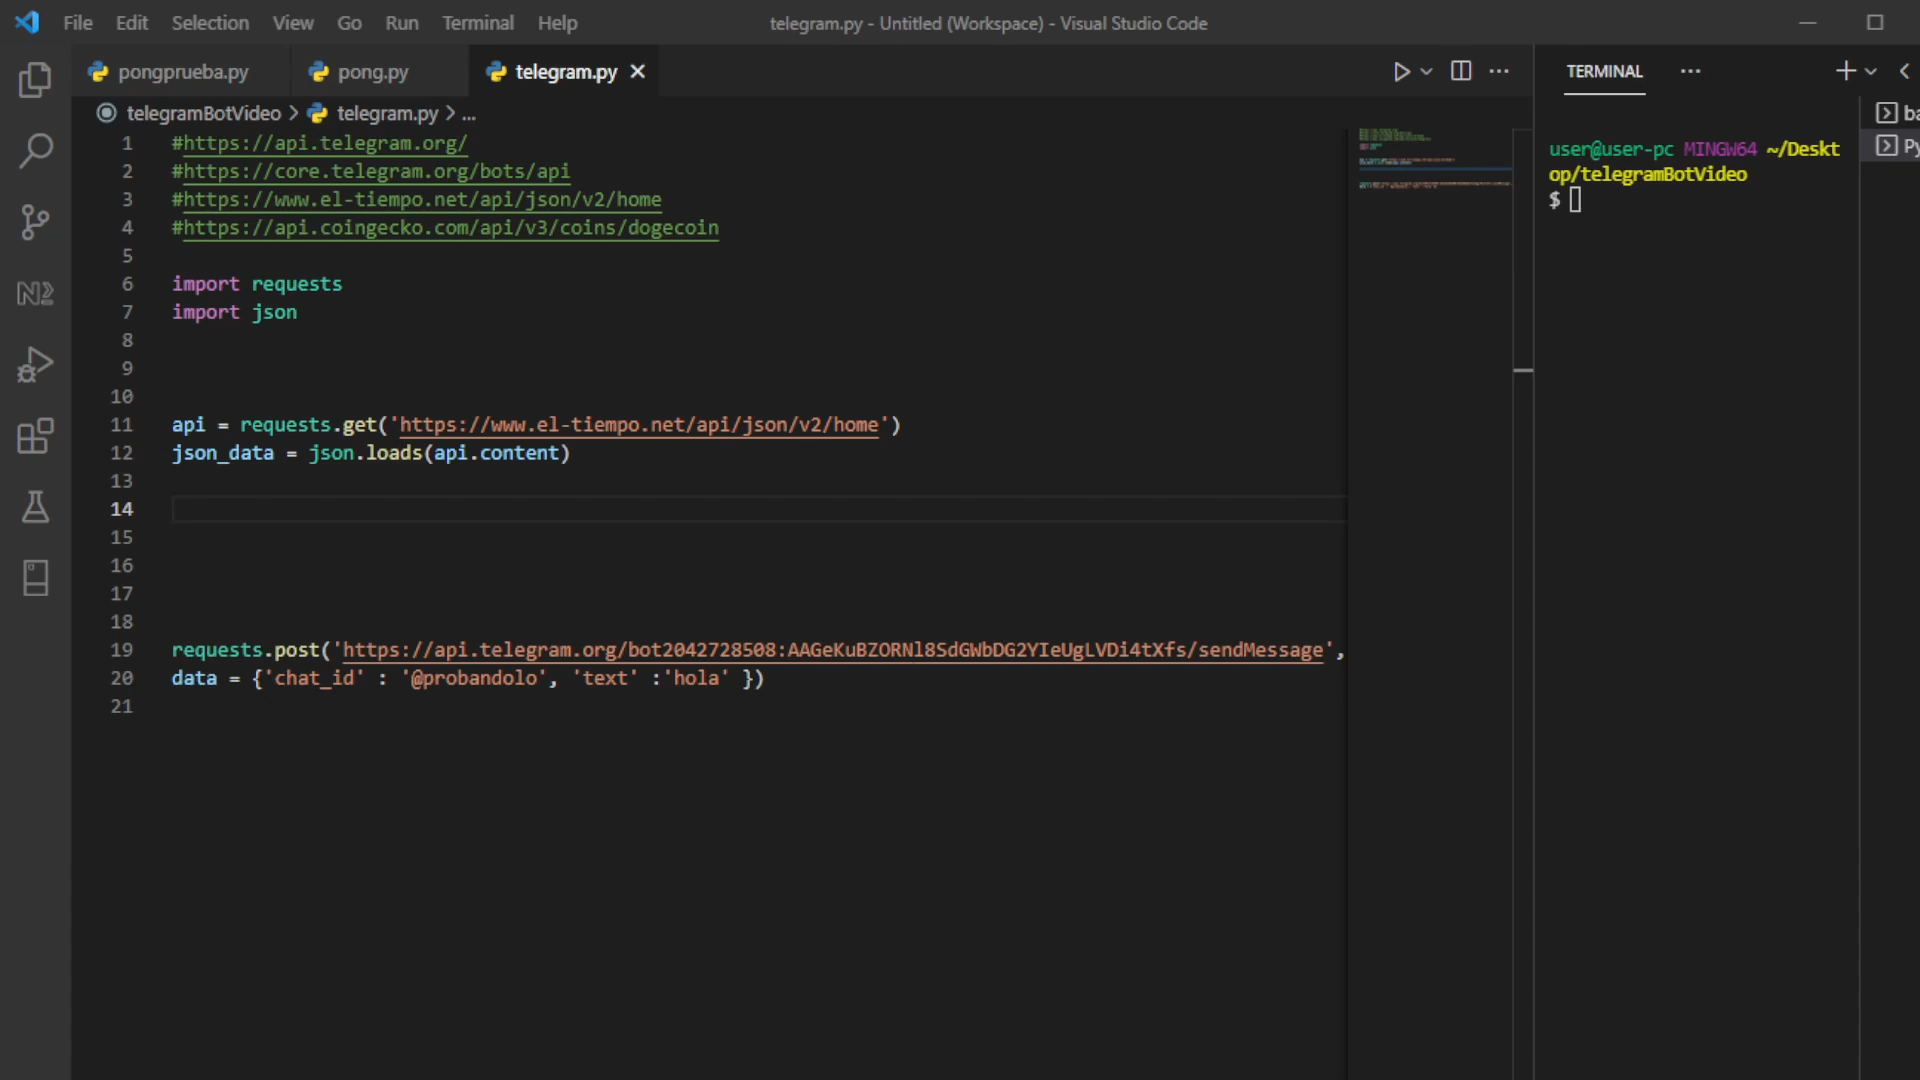 File Edit Selection View Go Run Terminal Help
telegram.py - Untitled (Workspace) - Visual Studio Code
pongprueba.py pong.py telegram.py
TERMINAL
telegramBotVideo > telegram.py > ...
1 #https://api.telegram.org/
2 #https://core.telegram.org/bots/api
3 #https://www.el-tiempo.net/api/json/v2/home
4 #https://api.coingecko.com/api/v3/coins/dogecoin
5
6 import requests
7 import json
8
9
10
11 api = requests.get('https://www.el-tiempo.net/api/json/v2/home')
12 json_data = json.loads(api.content)
13
14
15
16
17
18
19 requests.post('https://api.telegram.org/bot2042728508:AAGeKuBZORNl8SdGWbDG2YIeUgLVDi4tXfs/sendMessage',
20 data = {'chat_id' : '@probandolo', 'text' :'hola' })
21
user@user-pc MINGW64 ~/Deskt
op/telegramBotVideo
$
ba
Py